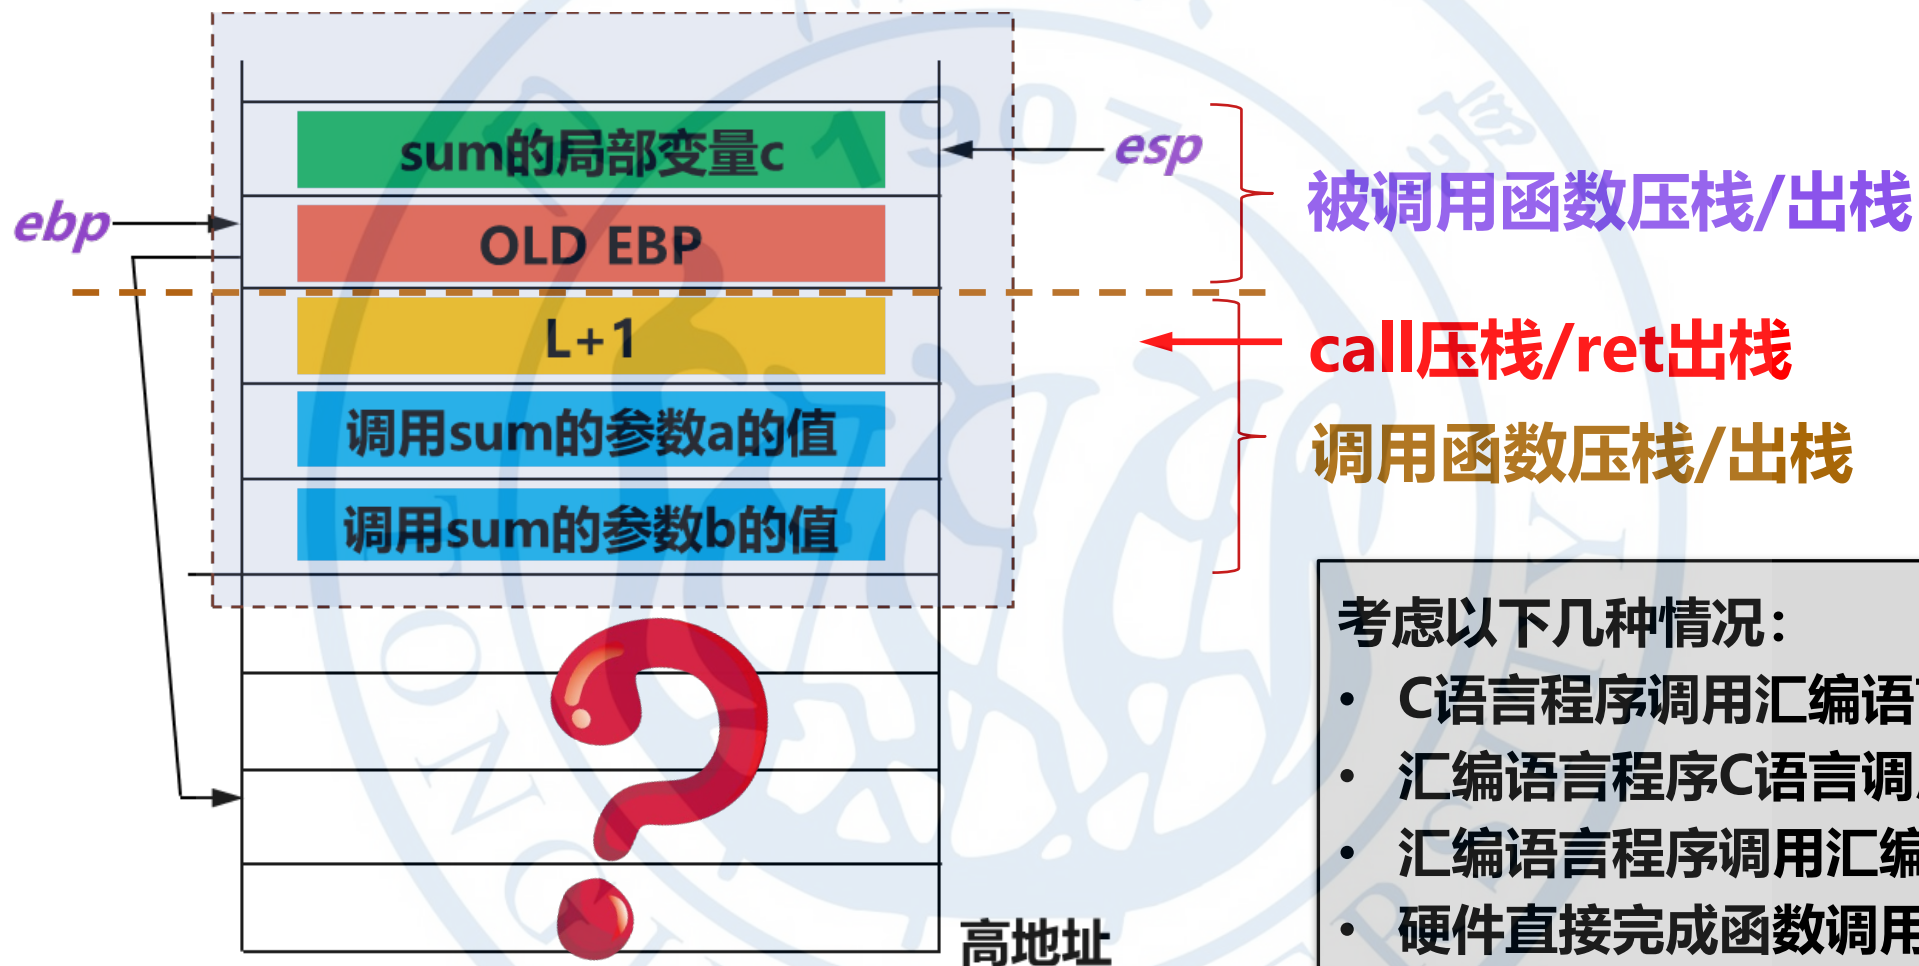 sum的局部变量c
esp
被调用函数压栈/出栈
ebp
OLD EBP
L+1
call压栈/ret出栈
调用sum的参数a的值
调用函数压栈/出栈
调用sum的参数b的值
考虑以下几种情况：
• C语言程序调用汇编语
• 汇编语言程序C语言调
• 汇编语言程序调用汇编
• 硬件直接完成函数调用
高地址
1907